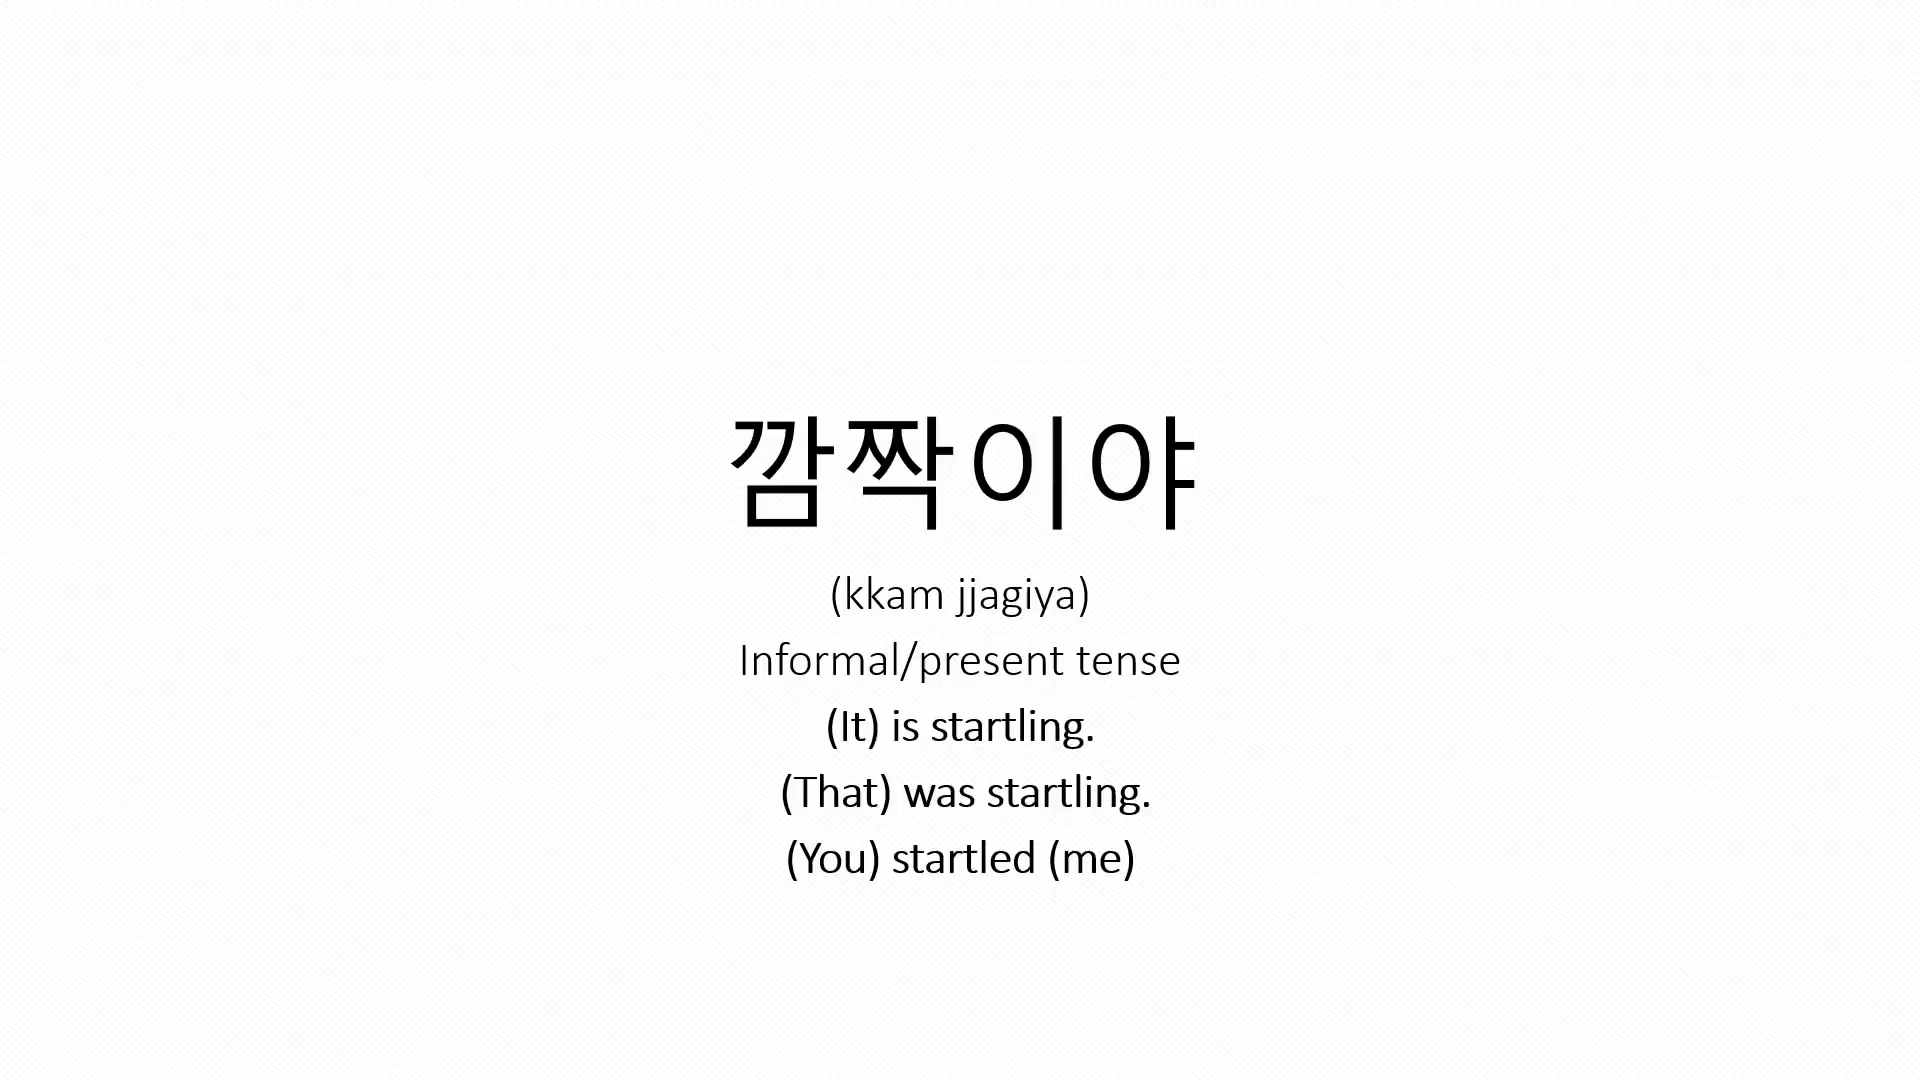 깜짝이야
(kkam jjagiya)
Informal/present tense
(It) is startling.
(That) was startling.
(You) startled (me)